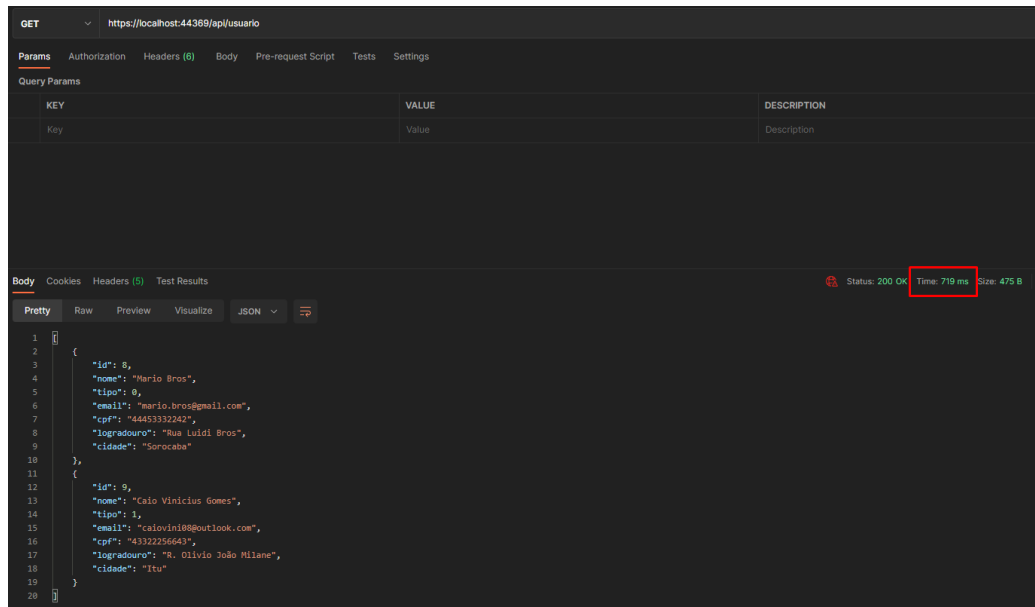 GET https://localhost:44369/api/usuario
Params Authorization Headers (6) Body Pre-request Script Tests Settings
Query Params
KEY VALUE DESCRIPTION
Key Value Description
Body Cookies Headers (5) Test Results Status: 200 OK Time: 719 ms Size: 475 B
Pretty Raw Preview Visualize JSON
1 [
2 {
3 "id": 8,
4 "nome": "Mario Bros",
5 "tipo": 0,
6 "email": "mario.bros@gmail.com",
7 "cpf": "44453332242",
8 "logradouro": "Rua Luidi Bros",
9 "cidade": "Sorocaba"
10 },
11 {
12 "id": 9,
13 "nome": "Caio Vinicius Gomes",
14 "tipo": 1,
15 "email": "caiovini08@outlook.com",
16 "cpf": "43322256643",
17 "logradouro": "R. Olivio João Milane",
18 "cidade": "Itu"
19 }
20 ]